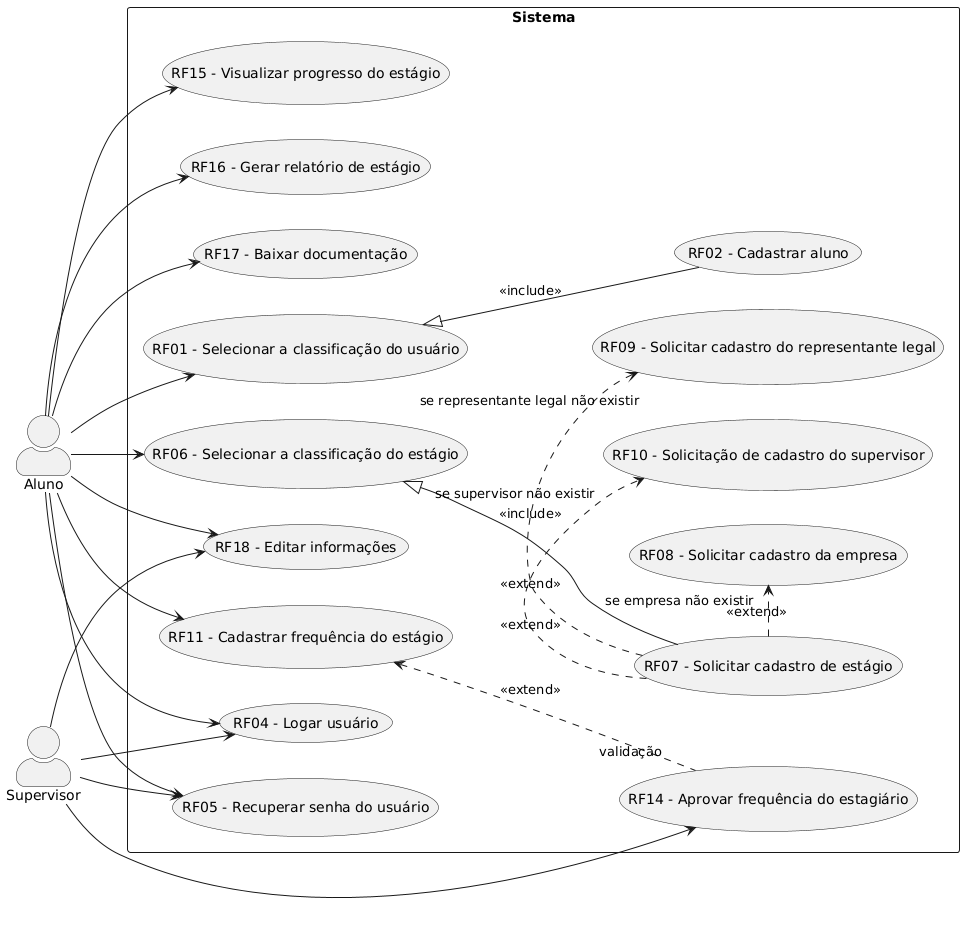 Sistema
RF15 - Visualizar progresso do estágio
RF16 - Gerar relatório de estágio
RF17 - Baixar documentação
RF02 - Cadastrar aluno
«include»
RF01 - Selecionar a classificação do usuário
RF09 - Solicitar cadastro do representante legal
se representante legal não existir
RF06 - Selecionar a classificação do estágio
RF10 - Solicitação de cadastro do supervisor
Aluno
se supervisor não existir
«include»
RF18 - Editar informações
RF08 - Solicitar cadastro da empresa
«extend»
se empresa não existir
«extend»
«extend»
RF11 - Cadastrar frequência do estágio
RF07 - Solicitar cadastro de estágio
«extend»
RF04 - Logar usuário
validação
Supervisor
RF05 - Recuperar senha do usuário
RF14 - Aprovar frequência do estagiário